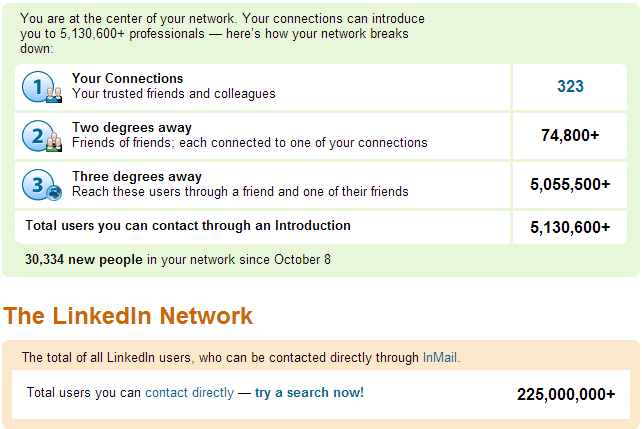 You are at the center of your network. Your connections can introduce
you to 5,130,600+ professionals — here's how your network breaks
down:
1 Your Connections
Your trusted friends and colleagues
323
2 Two degrees away
Friends of friends; each connected to one of your connections
74,800+
3 Three degrees away
Reach these users through a friend and one of their friends
5,055,500+
Total users you can contact through an Introduction 5,130,600+
30,334 new people in your network since October 8
The LinkedIn Network
The total of all LinkedIn users, who can be contacted directly through InMail.
Total users you can contact directly — try a search now! 225,000,000+